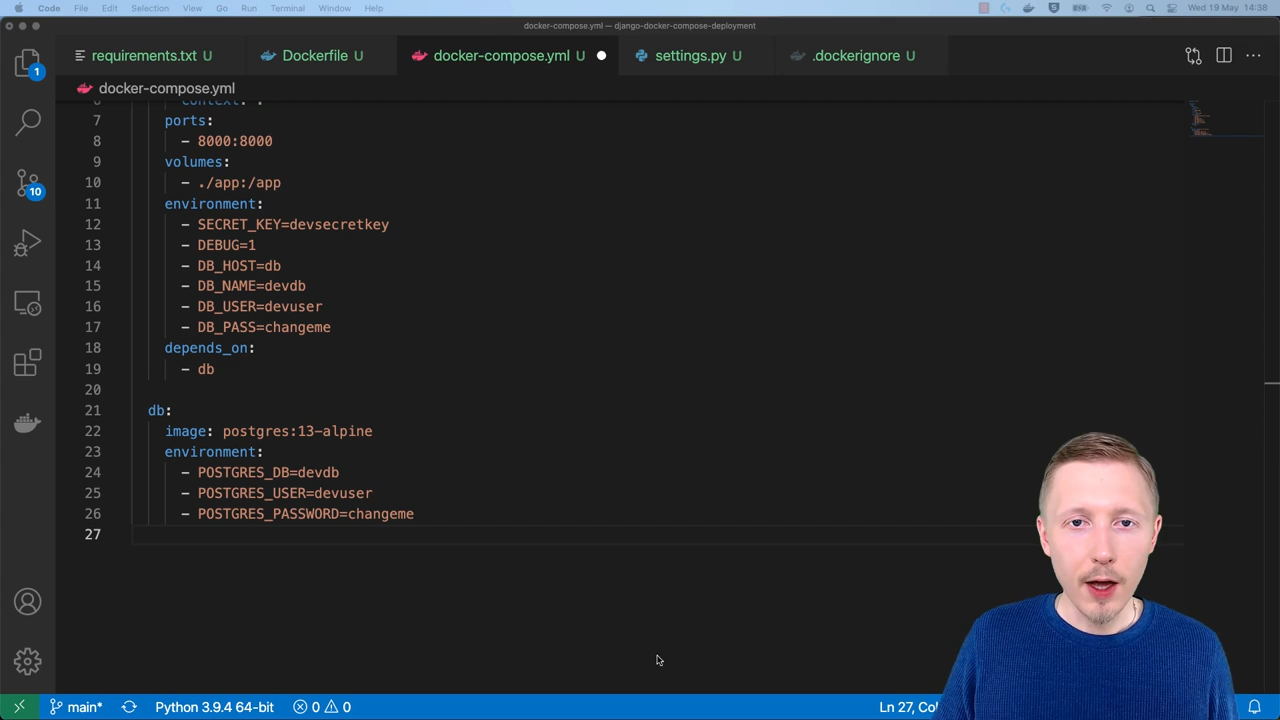 Code File Edit Selection View Go Run Terminal Window Help Wed 19 May 14:38
docker-compose.yml — django-docker-compose-deployment
requirements.txt U Dockerfile U docker-compose.yml U settings.py U .dockerignore U
docker-compose.yml
6 context: .
7 ports:
8 - 8000:8000
9 volumes:
10 - ./app:/app
11 environment:
12 - SECRET_KEY=devsecretkey
13 - DEBUG=1
14 - DB_HOST=db
15 - DB_NAME=devdb
16 - DB_USER=devuser
17 - DB_PASS=changeme
18 depends_on:
19 - db
20
21 db:
22 image: postgres:13-alpine
23 environment:
24 - POSTGRES_DB=devdb
25 - POSTGRES_USER=devuser
26 - POSTGRES_PASSWORD=changeme
27
1
10
main* Python 3.9.4 64-bit 0 0 Ln 27,